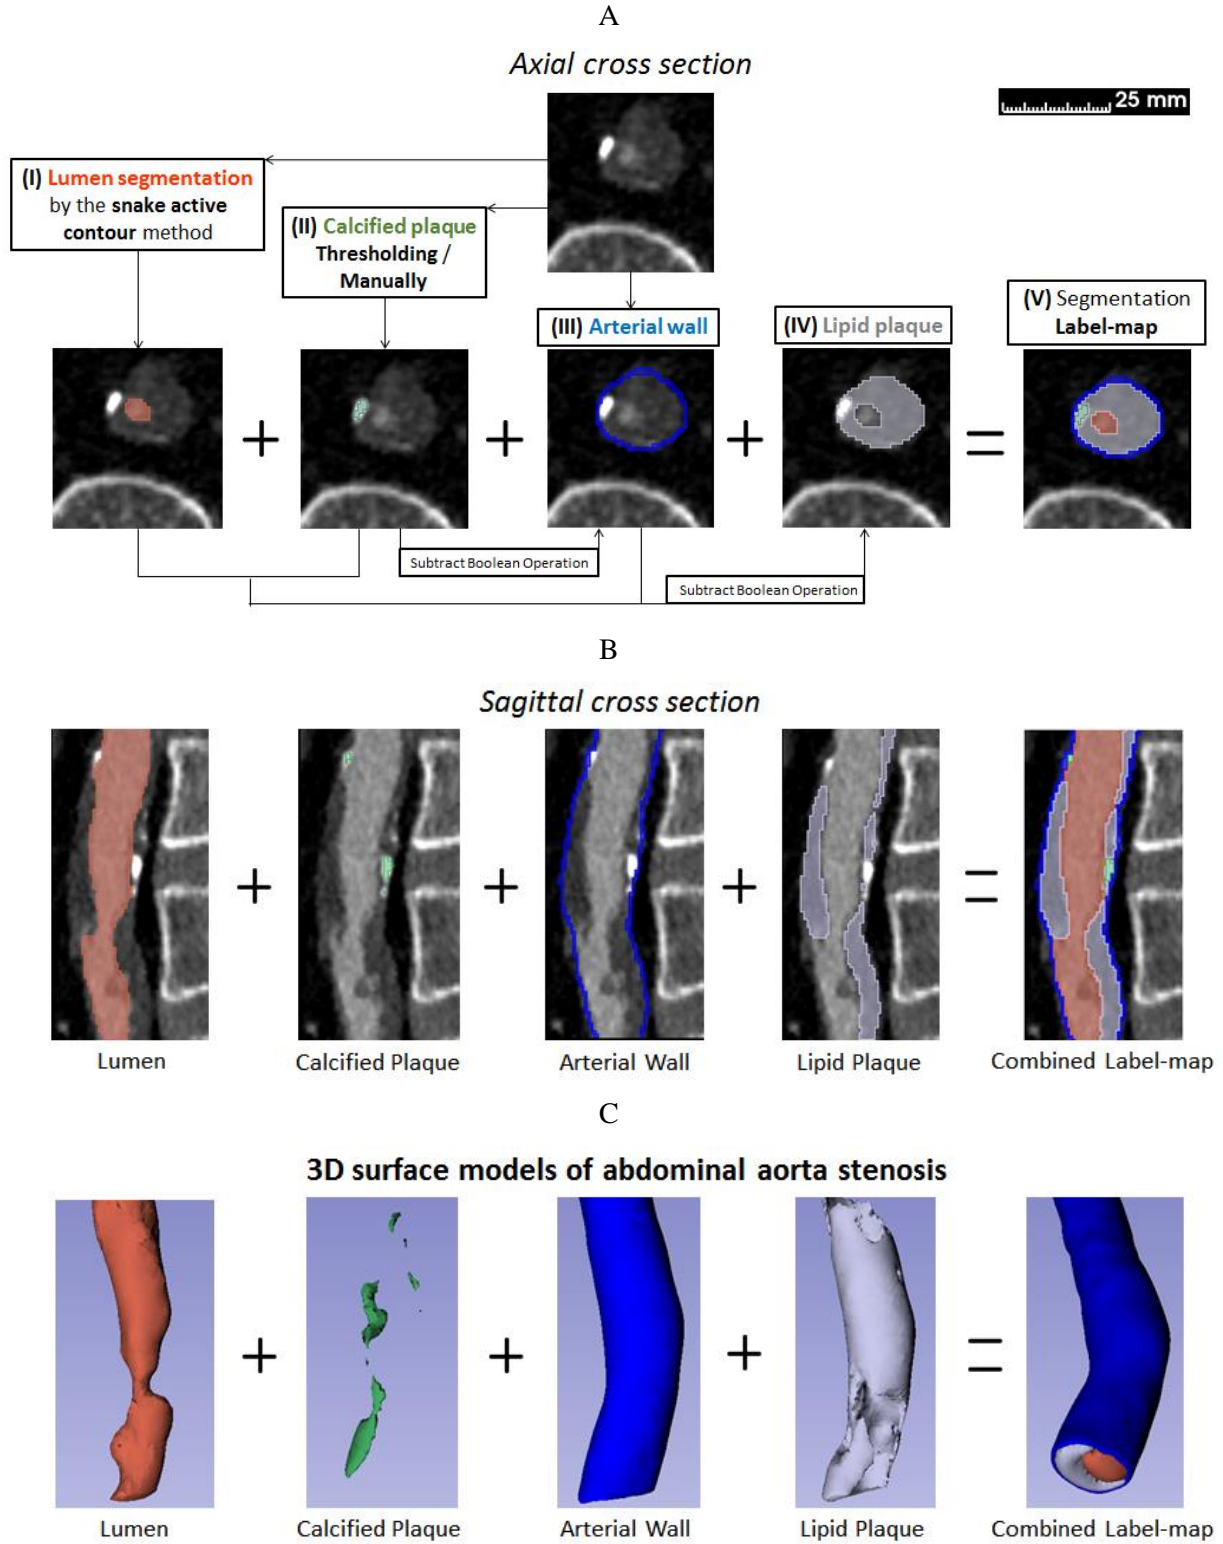 A
Axial cross section
25 mm
(I) Lumen segmentation
by the snake active
contour method
(II) Calcified plaque
Thresholding /
Manually
(III) Arterial wall
(IV) Lipid plaque
(V) Segmentation
Label-map
+ + + =
Subtract Boolean Operation
Subtract Boolean Operation
B
Sagittal cross section
+ + + =
Lumen
Calcified Plaque
Arterial Wall
Lipid Plaque
Combined Label-map
C
3D surface models of abdominal aorta stenosis
+ + + =
Lumen
Calcified Plaque
Arterial Wall
Lipid Plaque
Combined Label-map